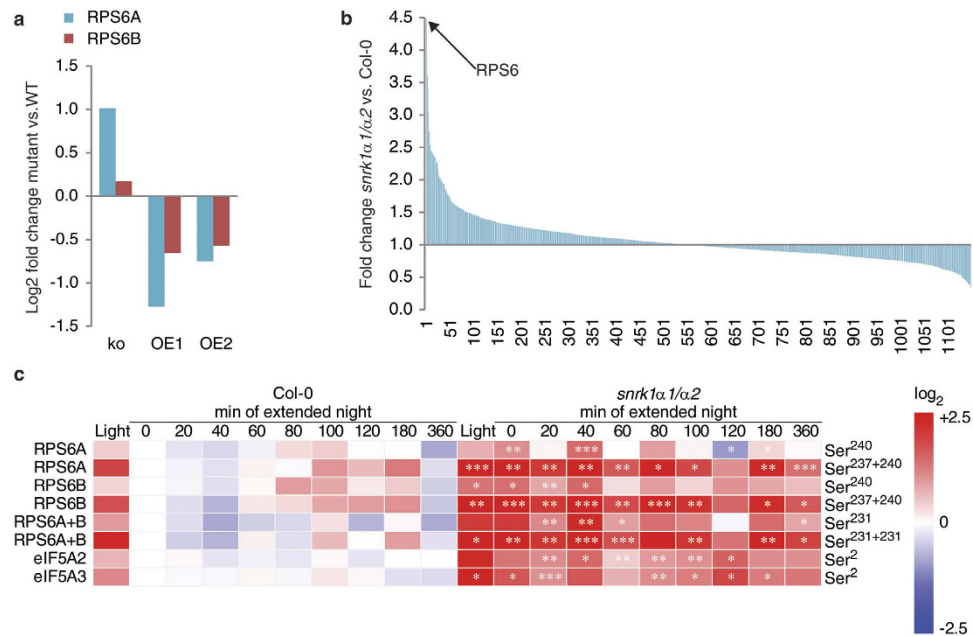 a
RPS6A
RPS6B
Log2 fold change mutant vs.WT
1.5
1.0
0.5
0.0
-0.5
-1.0
-1.5
ko OE1 OE2
b
Fold change snrk1α1/α2 vs. Col-0
4.5
4.0
3.5
3.0
2.5
2.0
1.5
1.0
0.5
0.0
RPS6
1 51 101 151 201 251 301 351 401 451 501 551 601 651 701 751 801 851 901 951 1001 1051 1101
c
Col-0 snrk1α1/α2
min of extended night min of extended night
Light 0 20 40 60 80 100 120 180 360 Light 0 20 40 60 80 100 120 180 360
RPS6A ** *** * * Ser240
RPS6A *** ** ** ** ** * * ** *** Ser237+240
RPS6B * * ** * Ser240
RPS6B ** *** *** *** ** *** ** * * Ser237+240
RPS6A+B ** ** * * Ser231
RPS6A+B * ** ** *** *** ** ** * Ser231+231
eIF5A2 ** * ** ** ** * Ser2
eIF5A3 * * *** ** * * * * Ser2
log2
+2.5
0
-2.5